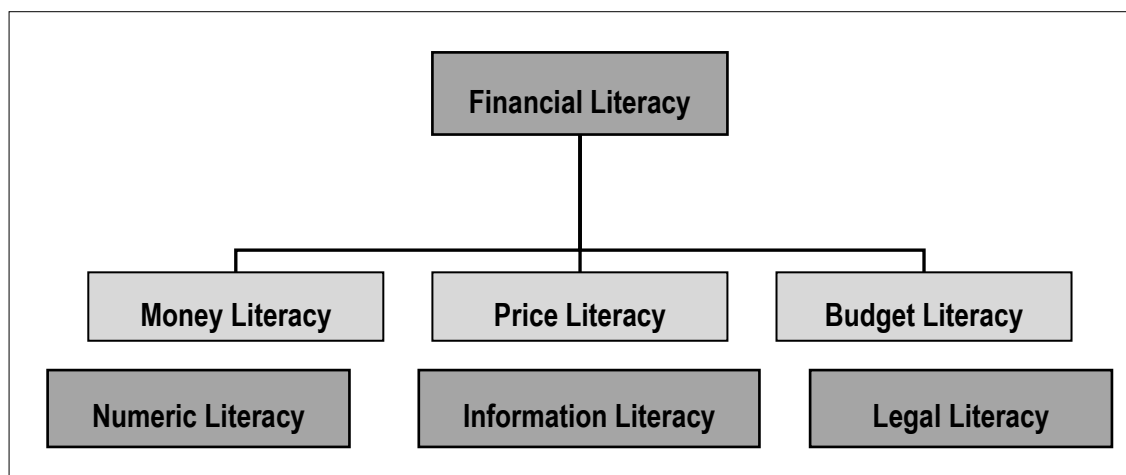 Financial Literacy
Money Literacy
Price Literacy
Budget Literacy
Numeric Literacy
Information Literacy
Legal Literacy